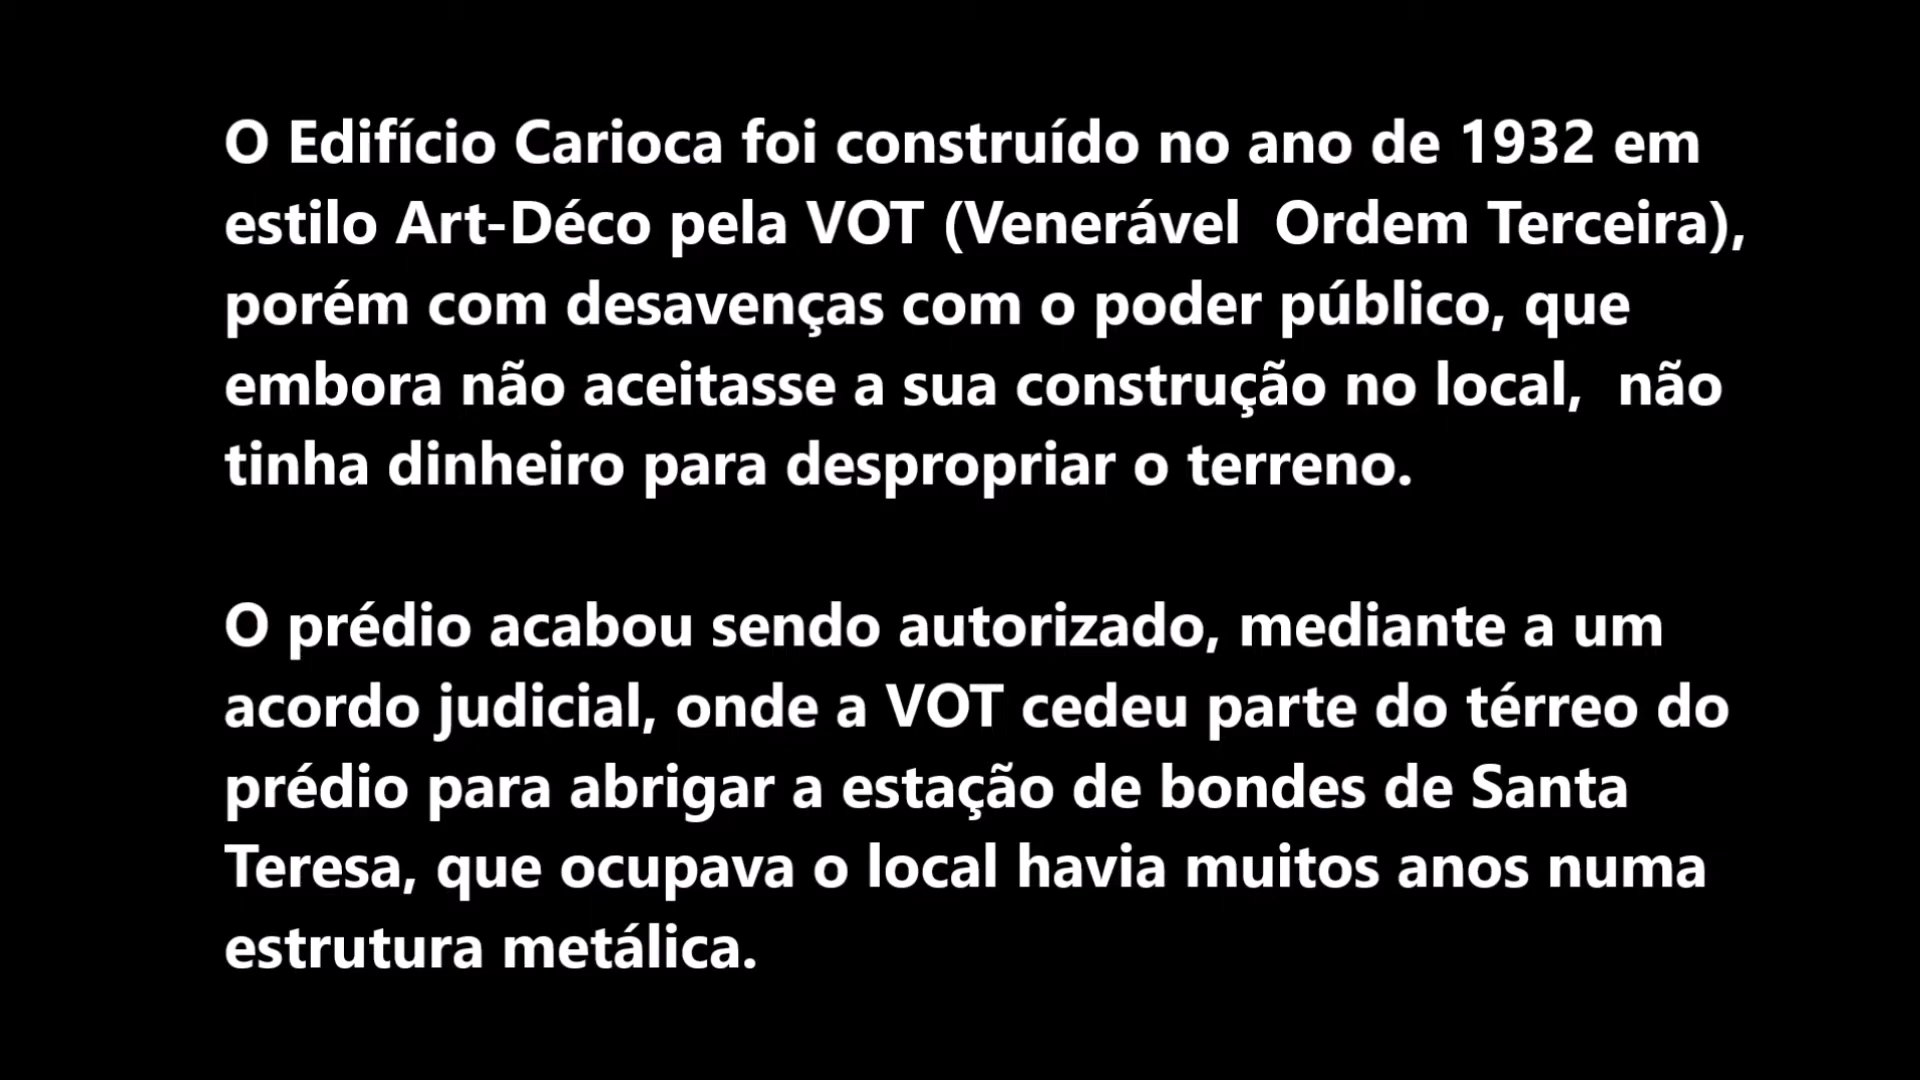 O Edifício Carioca foi construído no ano de 1932 em
estilo Art-Déco pela VOT (Venerável  Ordem Terceira),
porém com desavenças com o poder público, que
embora não aceitasse a sua construção no local,  não
tinha dinheiro para despropriar o terreno.
O prédio acabou sendo autorizado, mediante a um
acordo judicial, onde a VOT cedeu parte do térreo do
prédio para abrigar a estação de bondes de Santa
Teresa, que ocupava o local havia muitos anos numa
estrutura metálica.